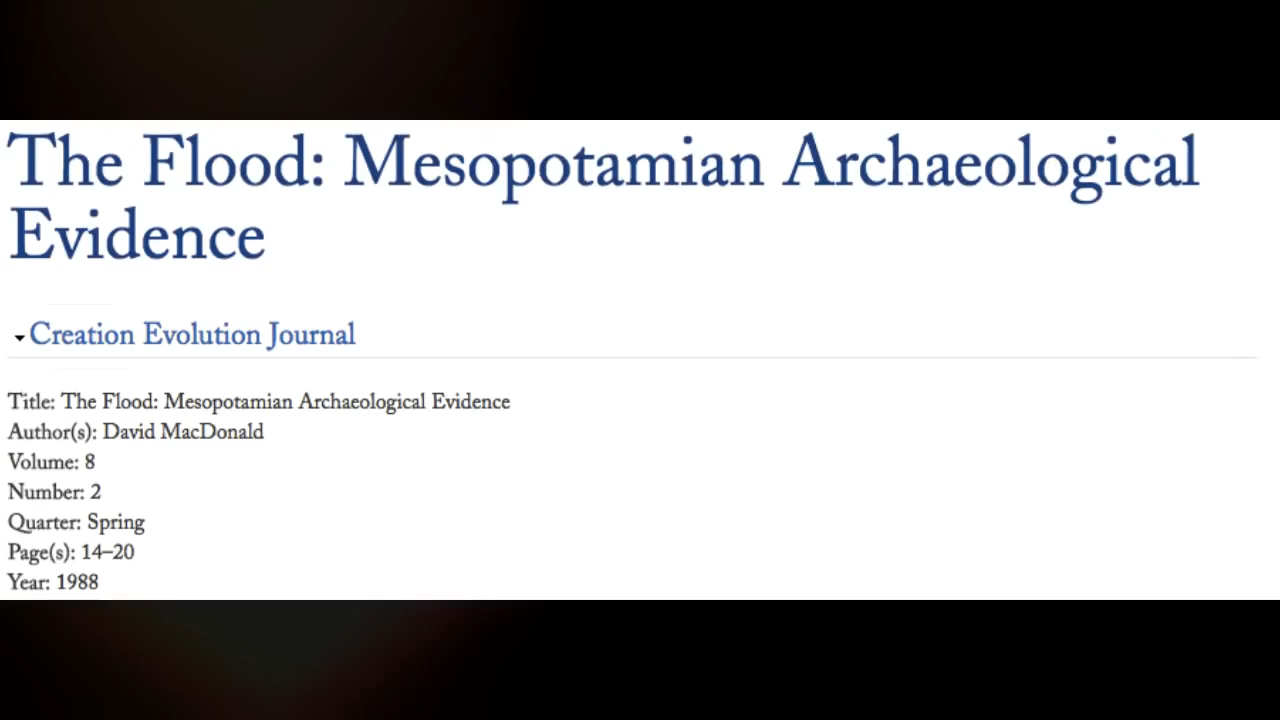 The Flood: Mesopotamian Archaeological
Evidence
Creation Evolution Journal
Title: The Flood: Mesopotamian Archaeological Evidence
Author(s): David MacDonald
Volume: 8
Number: 2
Quarter: Spring
Page(s): 14–20
Year: 1988